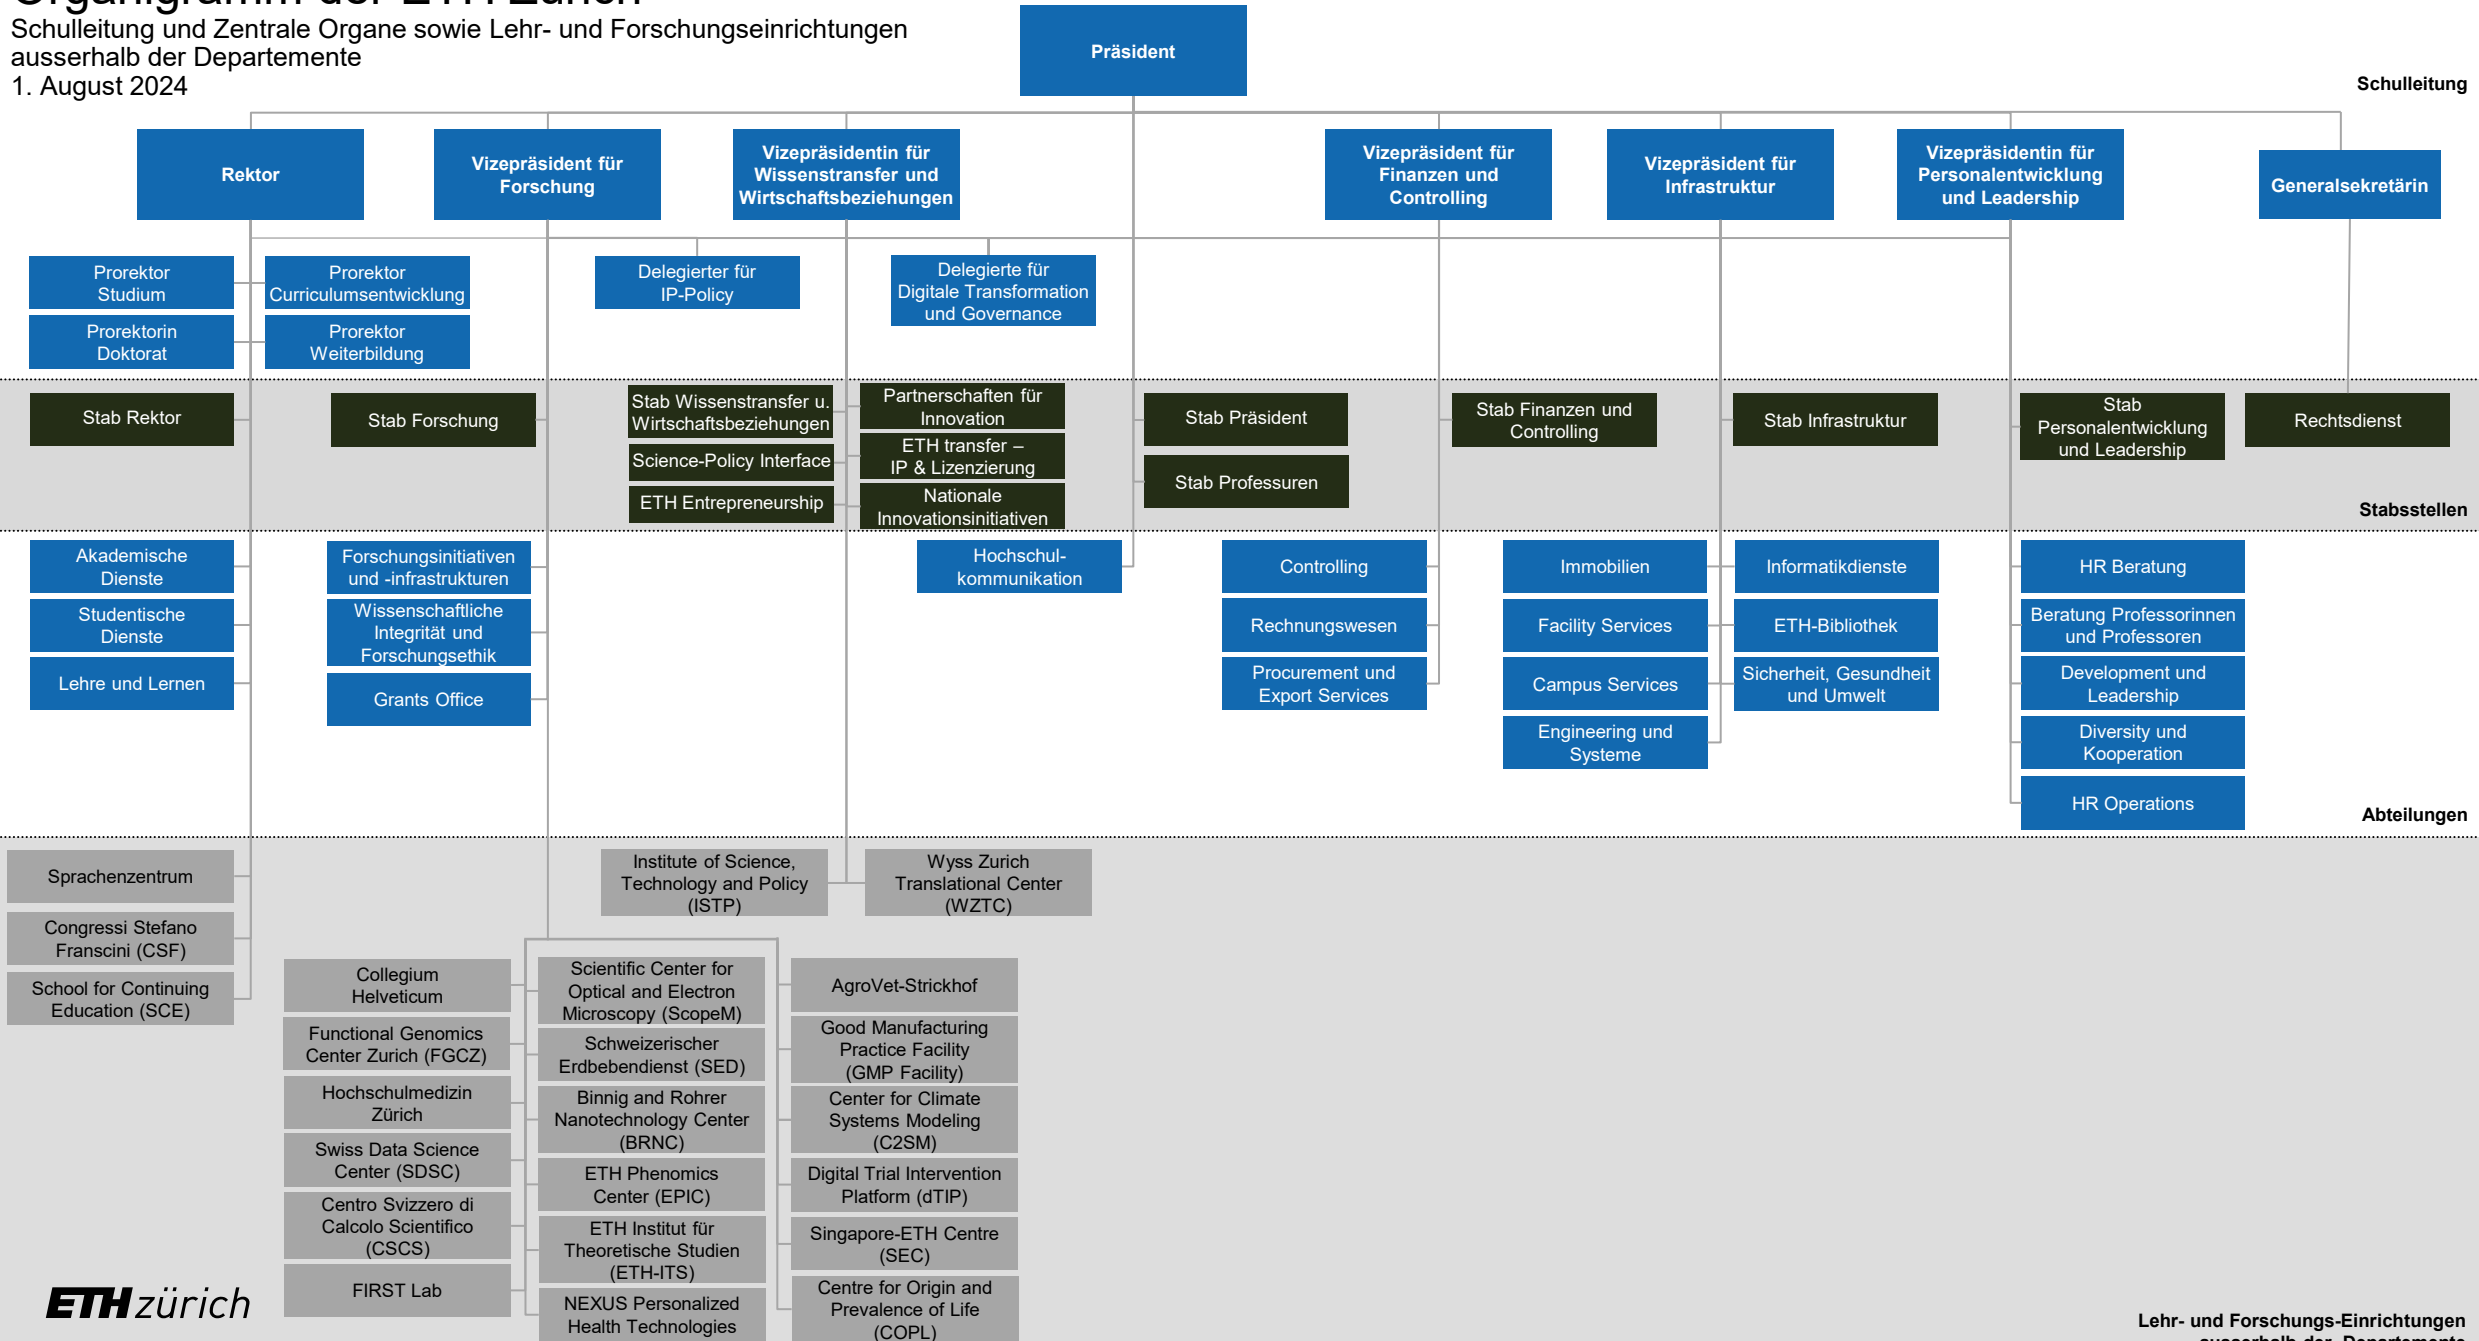 Organigramm der ETH Zürich
Schulleitung und Zentrale Organe sowie Lehr- und Forschungseinrichtungen
ausserhalb der Departemente
1. August 2024
Präsident
Schulleitung
Rektor
Vizepräsident für
Forschung
Vizepräsidentin für
Wissenstransfer und
Wirtschaftsbeziehungen
Vizepräsident für
Finanzen und
Controlling
Vizepräsident für
Infrastruktur
Vizepräsidentin für
Personalentwicklung
und Leadership
Generalsekretärin
Prorektor
Studium
Prorektor
Curriculumsentwicklung
Prorektorin
Doktorat
Prorektor
Weiterbildung
Delegierter für
IP-Policy
Delegierte für
Digitale Transformation
und Governance
Stab Rektor
Stab Forschung
Stab Wissenstransfer u.
Wirtschaftsbeziehungen
Science-Policy Interface
ETH Entrepreneurship
Partnerschaften für
Innovation
ETH transfer –
IP & Lizenzierung
Nationale
Innovationsinitiativen
Stab Präsident
Stab Professuren
Stab Finanzen und
Controlling
Stab Infrastruktur
Stab
Personalentwicklung
und Leadership
Rechtsdienst
Stabsstellen
Akademische
Dienste
Studentische
Dienste
Lehre und Lernen
Forschungsinitiativen
und -infrastrukturen
Wissenschaftliche
Integrität und
Forschungsethik
Grants Office
Hochschul-
kommunikation
Controlling
Rechnungswesen
Procurement und
Export Services
Immobilien
Facility Services
Campus Services
Engineering und
Systeme
Informatikdienste
ETH-Bibliothek
Sicherheit, Gesundheit
und Umwelt
HR Beratung
Beratung Professorinnen
und Professoren
Development und
Leadership
Diversity und
Kooperation
HR Operations
Abteilungen
Sprachenzentrum
Congressi Stefano
Franscini (CSF)
School for Continuing
Education (SCE)
Institute of Science,
Technology and Policy
(ISTP)
Wyss Zurich
Translational Center
(WZTC)
Collegium
Helveticum
Functional Genomics
Center Zurich (FGCZ)
Hochschulmedizin
Zürich
Swiss Data Science
Center (SDSC)
Centro Svizzero di
Calcolo Scientifico
(CSCS)
FIRST Lab
Scientific Center for
Optical and Electron
Microscopy (ScopeM)
Schweizerischer
Erdbebendienst (SED)
Binnig and Rohrer
Nanotechnology Center
(BRNC)
ETH Phenomics
Center (EPIC)
ETH Institut für
Theoretische Studien
(ETH-ITS)
NEXUS Personalized
Health Technologies
AgroVet-Strickhof
Good Manufacturing
Practice Facility
(GMP Facility)
Center for Climate
Systems Modeling
(C2SM)
Digital Trial Intervention
Platform (dTIP)
Singapore-ETH Centre
(SEC)
Centre for Origin and
Prevalence of Life
(COPL)
ETH zürich
Lehr- und Forschungs-Einrichtungen
ausserhalb der Departemente